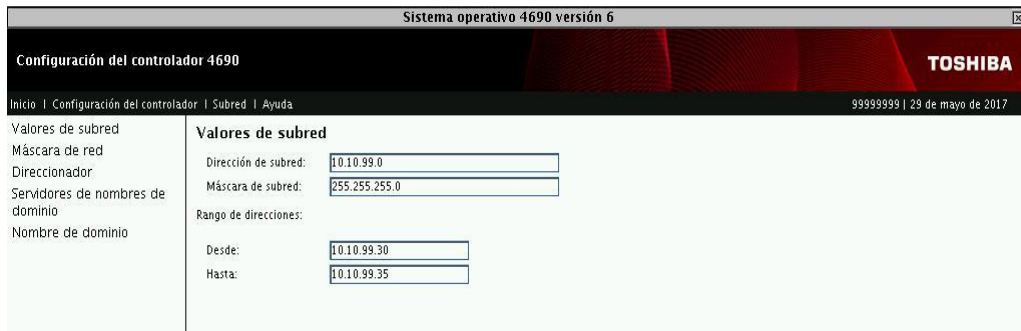 Sistema operativo 4690 versión 6
Configuración del controlador 4690
TOSHIBA
Inicio | Configuración del controlador | Subred | Ayuda
99999999 | 29 de mayo de 2017
Valores de subred
Máscara de red
Direccionador
Servidores de nombres de
dominio
Nombre de dominio
Valores de subred
Dirección de subred: 10.10.99.0
Máscara de subred: 255.255.255.0
Rango de direcciones:
Desde: 10.10.99.30
Hasta: 10.10.99.35